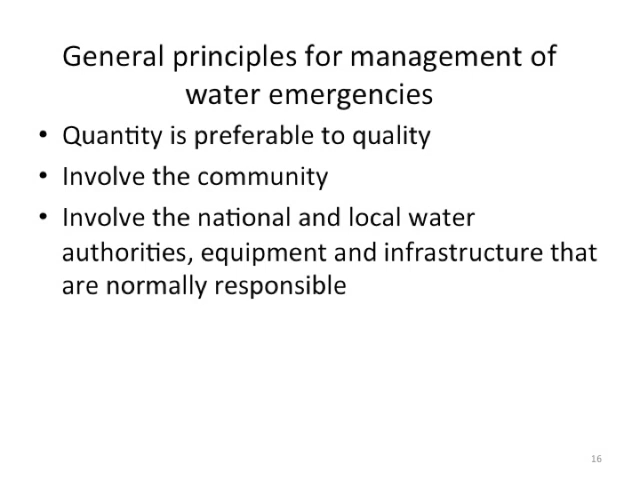 General principles for management of
water emergencies
• Quantity is preferable to quality
• Involve the community
• Involve the national and local water
authorities, equipment and infrastructure that
are normally responsible
16